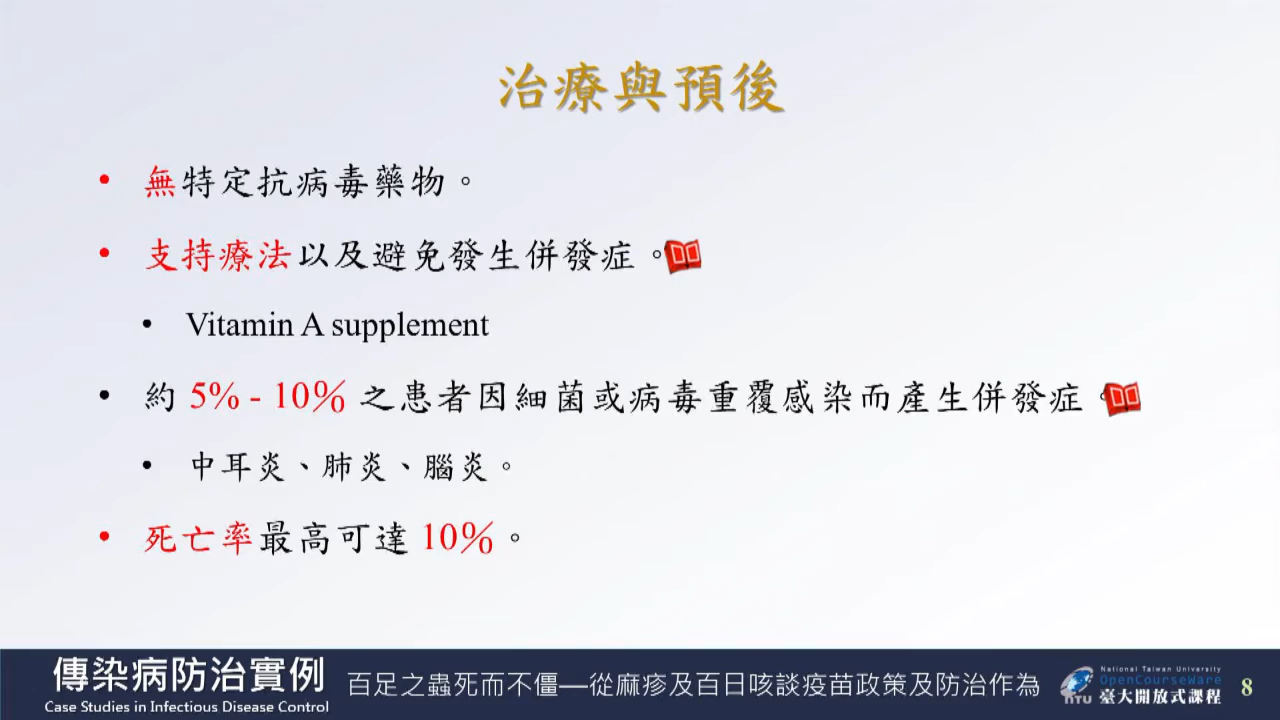 治療與預後
• 無特定抗病毒藥物。
• 支持療法以及避免發生併發症。
• Vitamin A supplement
• 約 5% - 10% 之患者因細菌或病毒重覆感染而產生併發症。
• 中耳炎、肺炎、腦炎。
• 死亡率最高可達 10%。
傳染病防治實例
Case Studies in Infectious Disease Control
百足之蟲死而不僵—從麻疹及百日咳談疫苗政策及防治作為
National Taiwan University
OpenCourseWare
NTU 臺大開放式課程
8